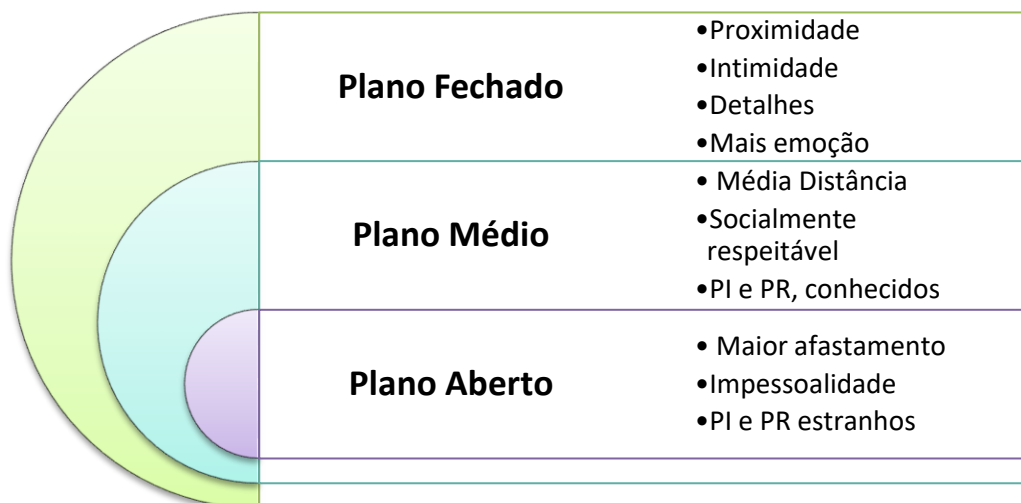 Plano Fechado
•Proximidade
•Intimidade
•Detalhes
•Mais emoção
Plano Médio
• Média Distância
•Socialmente
respeitável
•PI e PR, conhecidos
Plano Aberto
• Maior afastamento
•Impessoalidade
•PI e PR estranhos